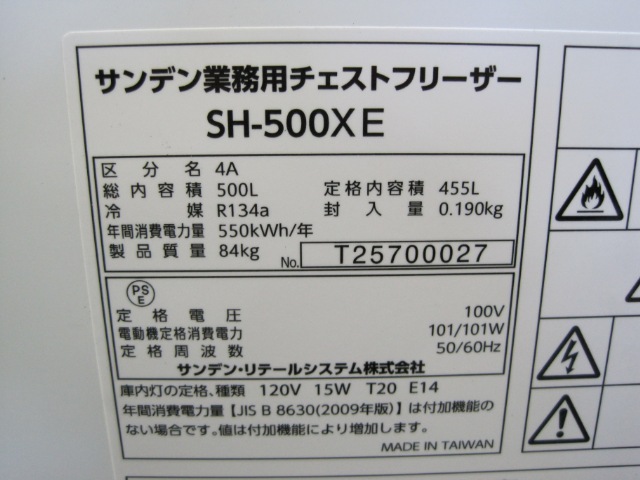 サンデン業務用チェストフリーザー
SH-500XE
区分名 4A
総内容積 500L 定格内容積 455L
冷媒 R134a 封入量 0.190kg
年間消費電力量 550kWh/年
製品質量 84kg No. T25700027
PS
E
定格電圧 100V
電動機定格消費電力 101/101W
定格周波数 50/60Hz
サンデン・リテールシステム株式会社
庫内灯の定格、種類 120V 15W T20 E14
年間消費電力量【JIS B 8630(2009年版)】は付加機能の
ない場合です。値は付加機能により増加します。
MADE IN TAIWAN